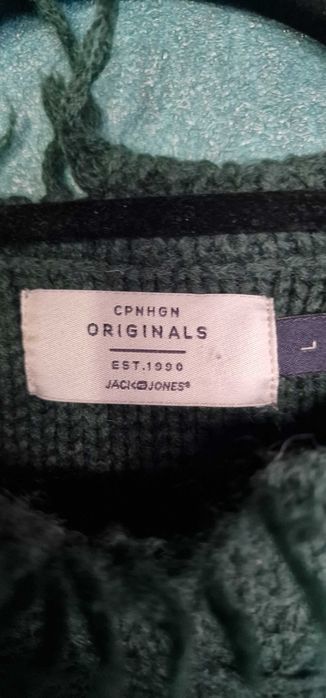 CPNHGN
ORIGINALS
EST.1990
JACK & JONES®
L